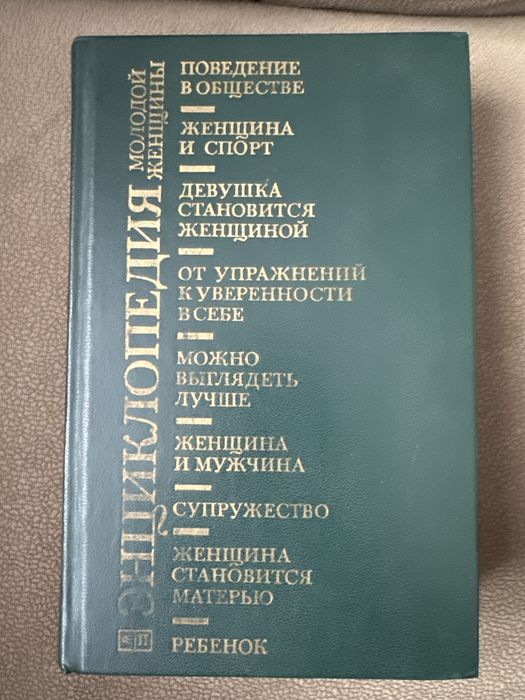 ЭНЦИКЛОПЕДИЯ
МОЛОДОЙ
ЖЕНЩИНЫ
ПОВЕДЕНИЕ
В ОБЩЕСТВЕ
ЖЕНЩИНА
И СПОРТ
ДЕВУШКА
СТАНОВИТСЯ
ЖЕНЩИНОЙ
ОТ УПРАЖНЕНИЙ
К УВЕРЕННОСТИ
В СЕБЕ
МОЖНО
ВЫГЛЯДЕТЬ
ЛУЧШЕ
ЖЕНЩИНА
И МУЖЧИНА
СУПРУЖЕСТВО
ЖЕНЩИНА
СТАНОВИТСЯ
МАТЕРЬЮ
РЕБЕНОК